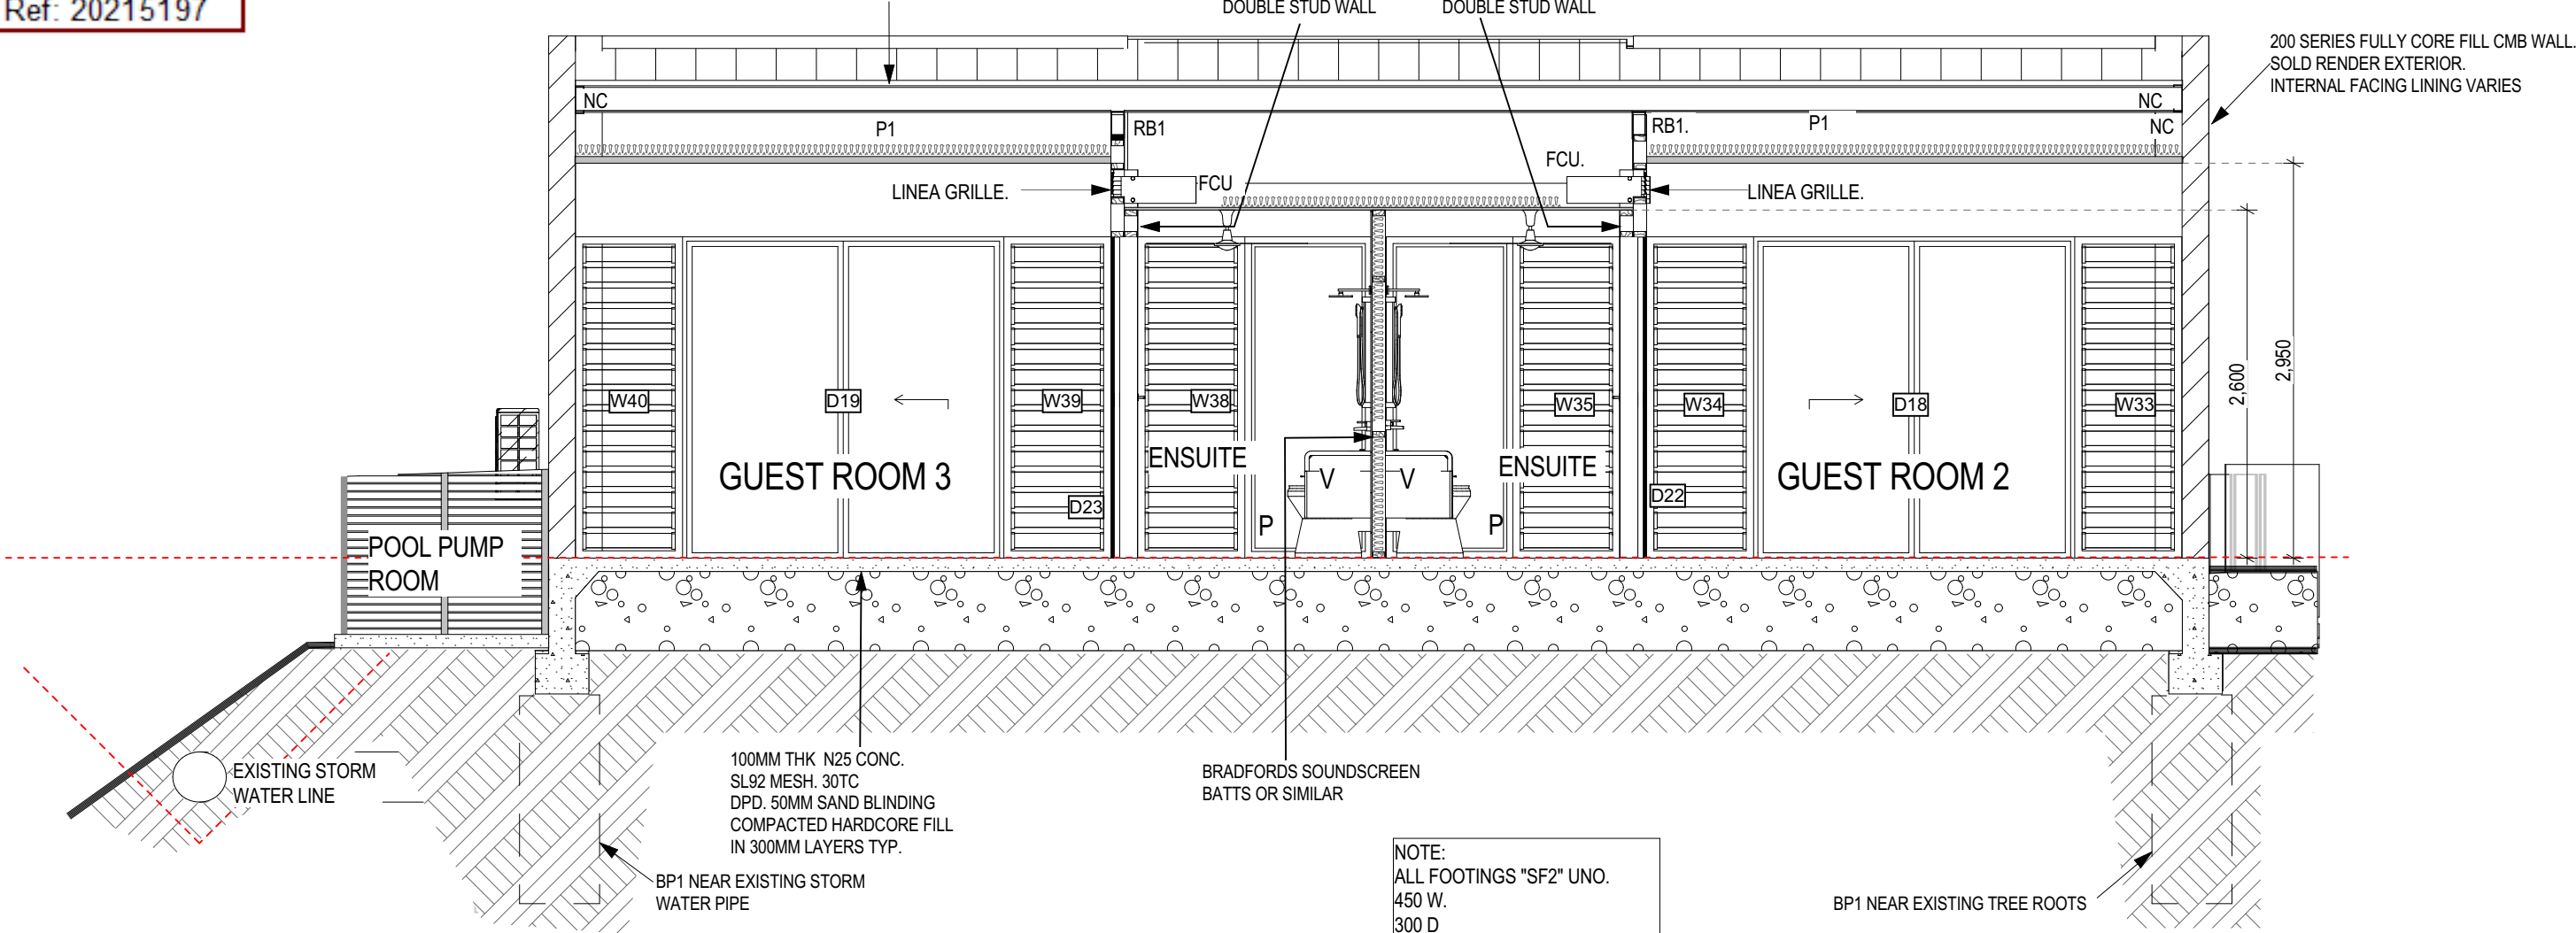 Ref: 20215197
DOUBLE STUD WALL
DOUBLE STUD WALL
200 SERIES FULLY CORE FILL CMB WALL.
SOLD RENDER EXTERIOR.
INTERNAL FACING LINING VARIES
NC
NC
P1
RB1
RB1.
P1
NC
FCU.
LINEA GRILLE.
FCU
LINEA GRILLE.
2,600
2,950
W40
D19
W39
W38
W35
W34
D18
W33
GUEST ROOM 3
ENSUITE
V
V
ENSUITE
GUEST ROOM 2
D23
D22
P
P
POOL PUMP
ROOM
EXISTING STORM
WATER LINE
100MM THK N25 CONC.
SL92 MESH. 30TC
DPD. 50MM SAND BLINDING
COMPACTED HARDCORE FILL
IN 300MM LAYERS TYP.
BRADFORDS SOUNDSCREEN
BATTS OR SIMILAR
BP1 NEAR EXISTING STORM
WATER PIPE
NOTE:
ALL FOOTINGS "SF2" UNO.
450 W.
300 D
BP1 NEAR EXISTING TREE ROOTS